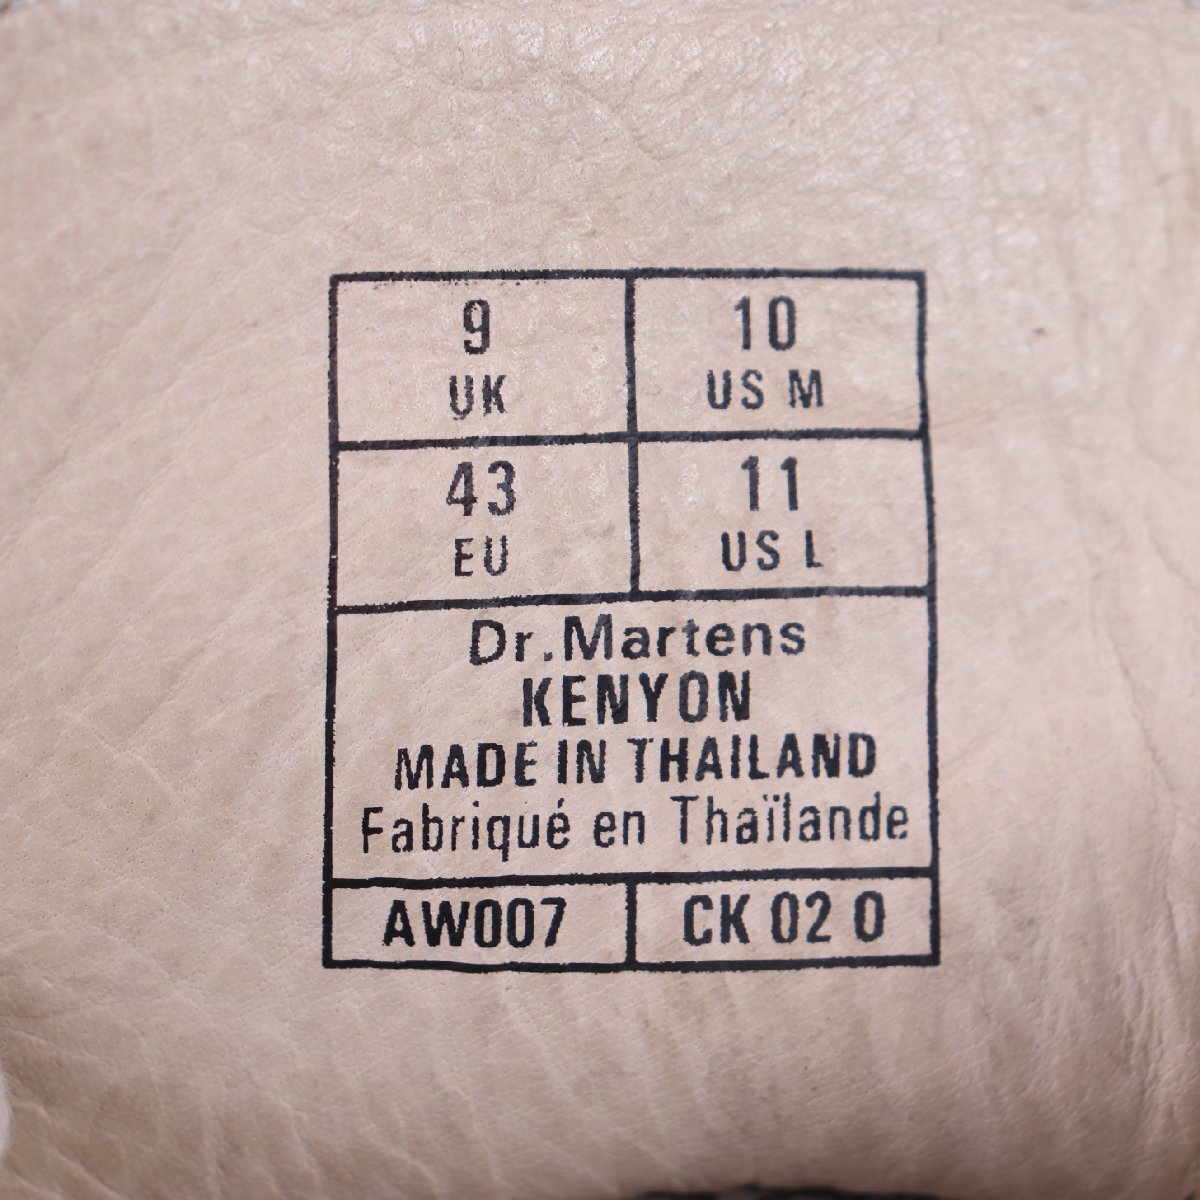 9
UK
10
US M
43
EU
11
US L
Dr.Martens
KENYON
MADE IN THAILAND
Fabriqué en Thaïlande
AW007
CK 02 0